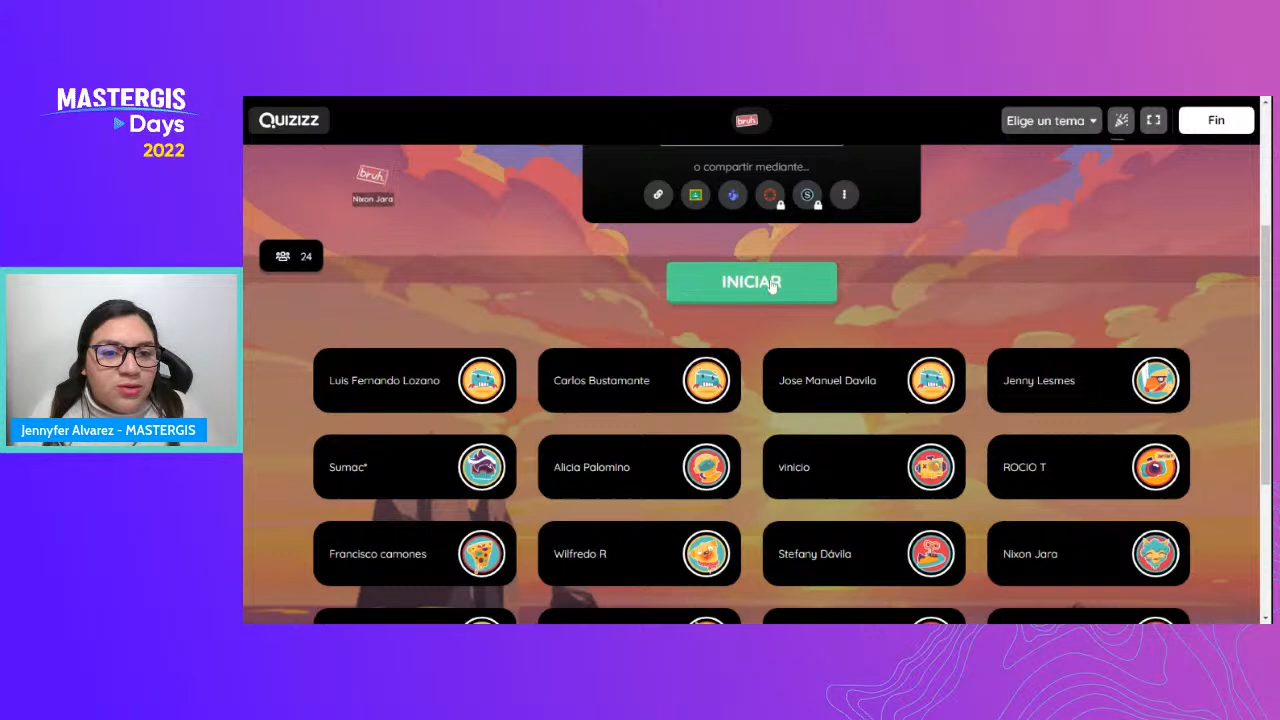 MASTERGIS
Days
2022
QUIZIZZ
bruh.
Elige un tema
Fin
bruh.
Nixon Jara
o compartir mediante...
S
24
INICIAR
Luis Fernando Lozano
Carlos Bustamante
Jose Manuel Davila
Jenny Lesmes
Sumac*
Alicia Palomino
vinicio
ROCIO T
Francisco camones
Wilfredo R
Stefany Dávila
Nixon Jara
Jennyfer Alvarez - MASTERGIS